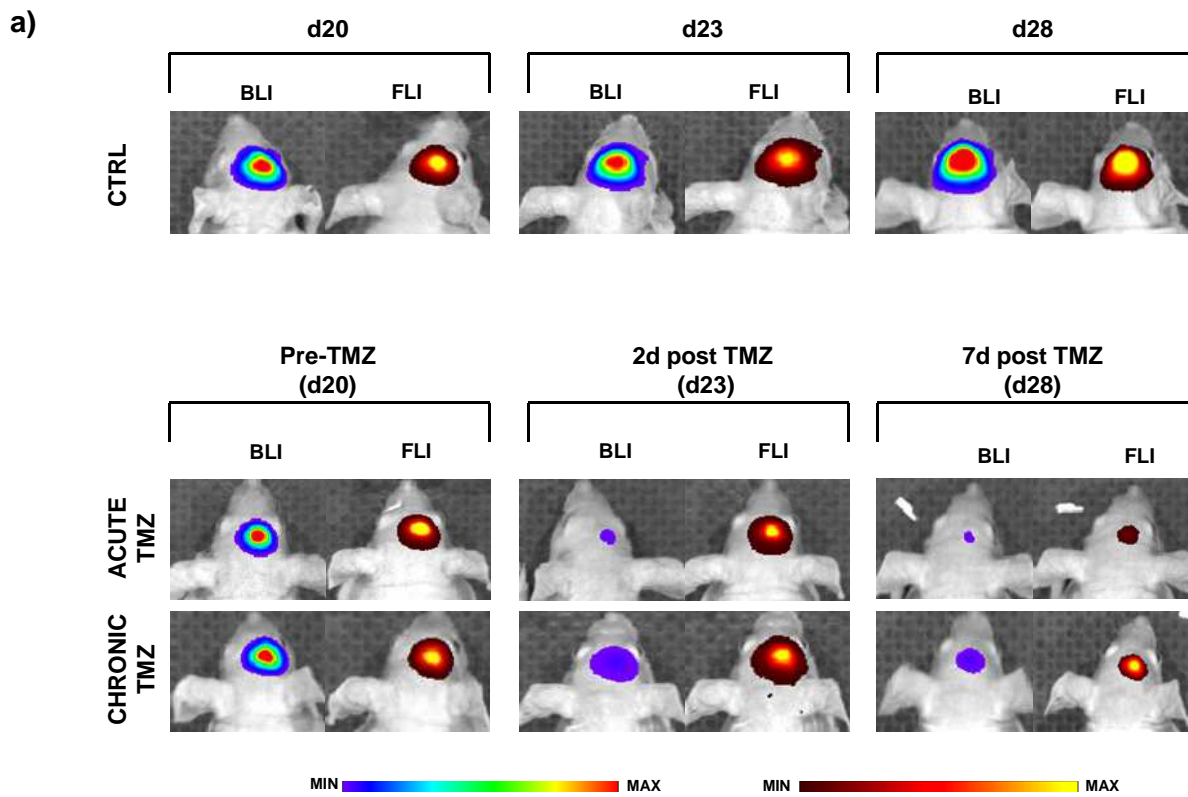 a)
d20 d23 d28
BLI FLI BLI FLI BLI FLI
CTRL
Pre-TMZ 2d post TMZ 7d post TMZ
(d20) (d23) (d28)
BLI FLI BLI FLI BLI FLI
ACUTE
TMZ
CHRONIC
TMZ
MIN MAX MIN MAX